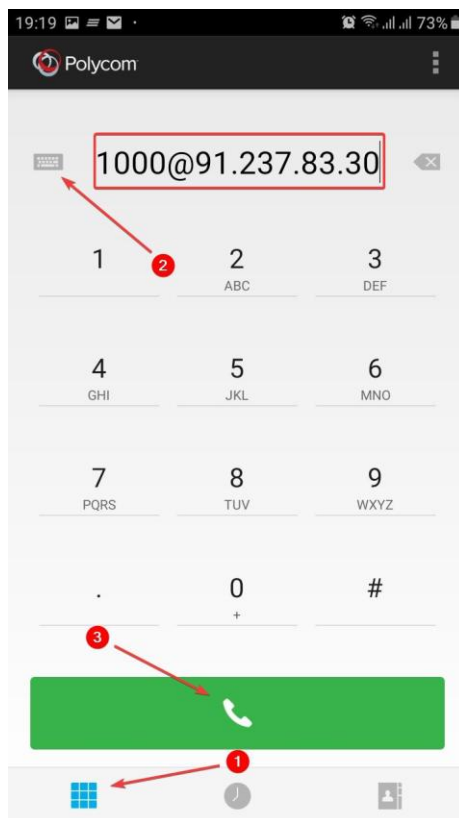 19:19 73%
Polycom
1000@91.237.83.30
2
1 2 3
ABC DEF
4 5 6
GHI JKL MNO
7 8 9
PQRS TUV WXYZ
. 0 #
+
3
1